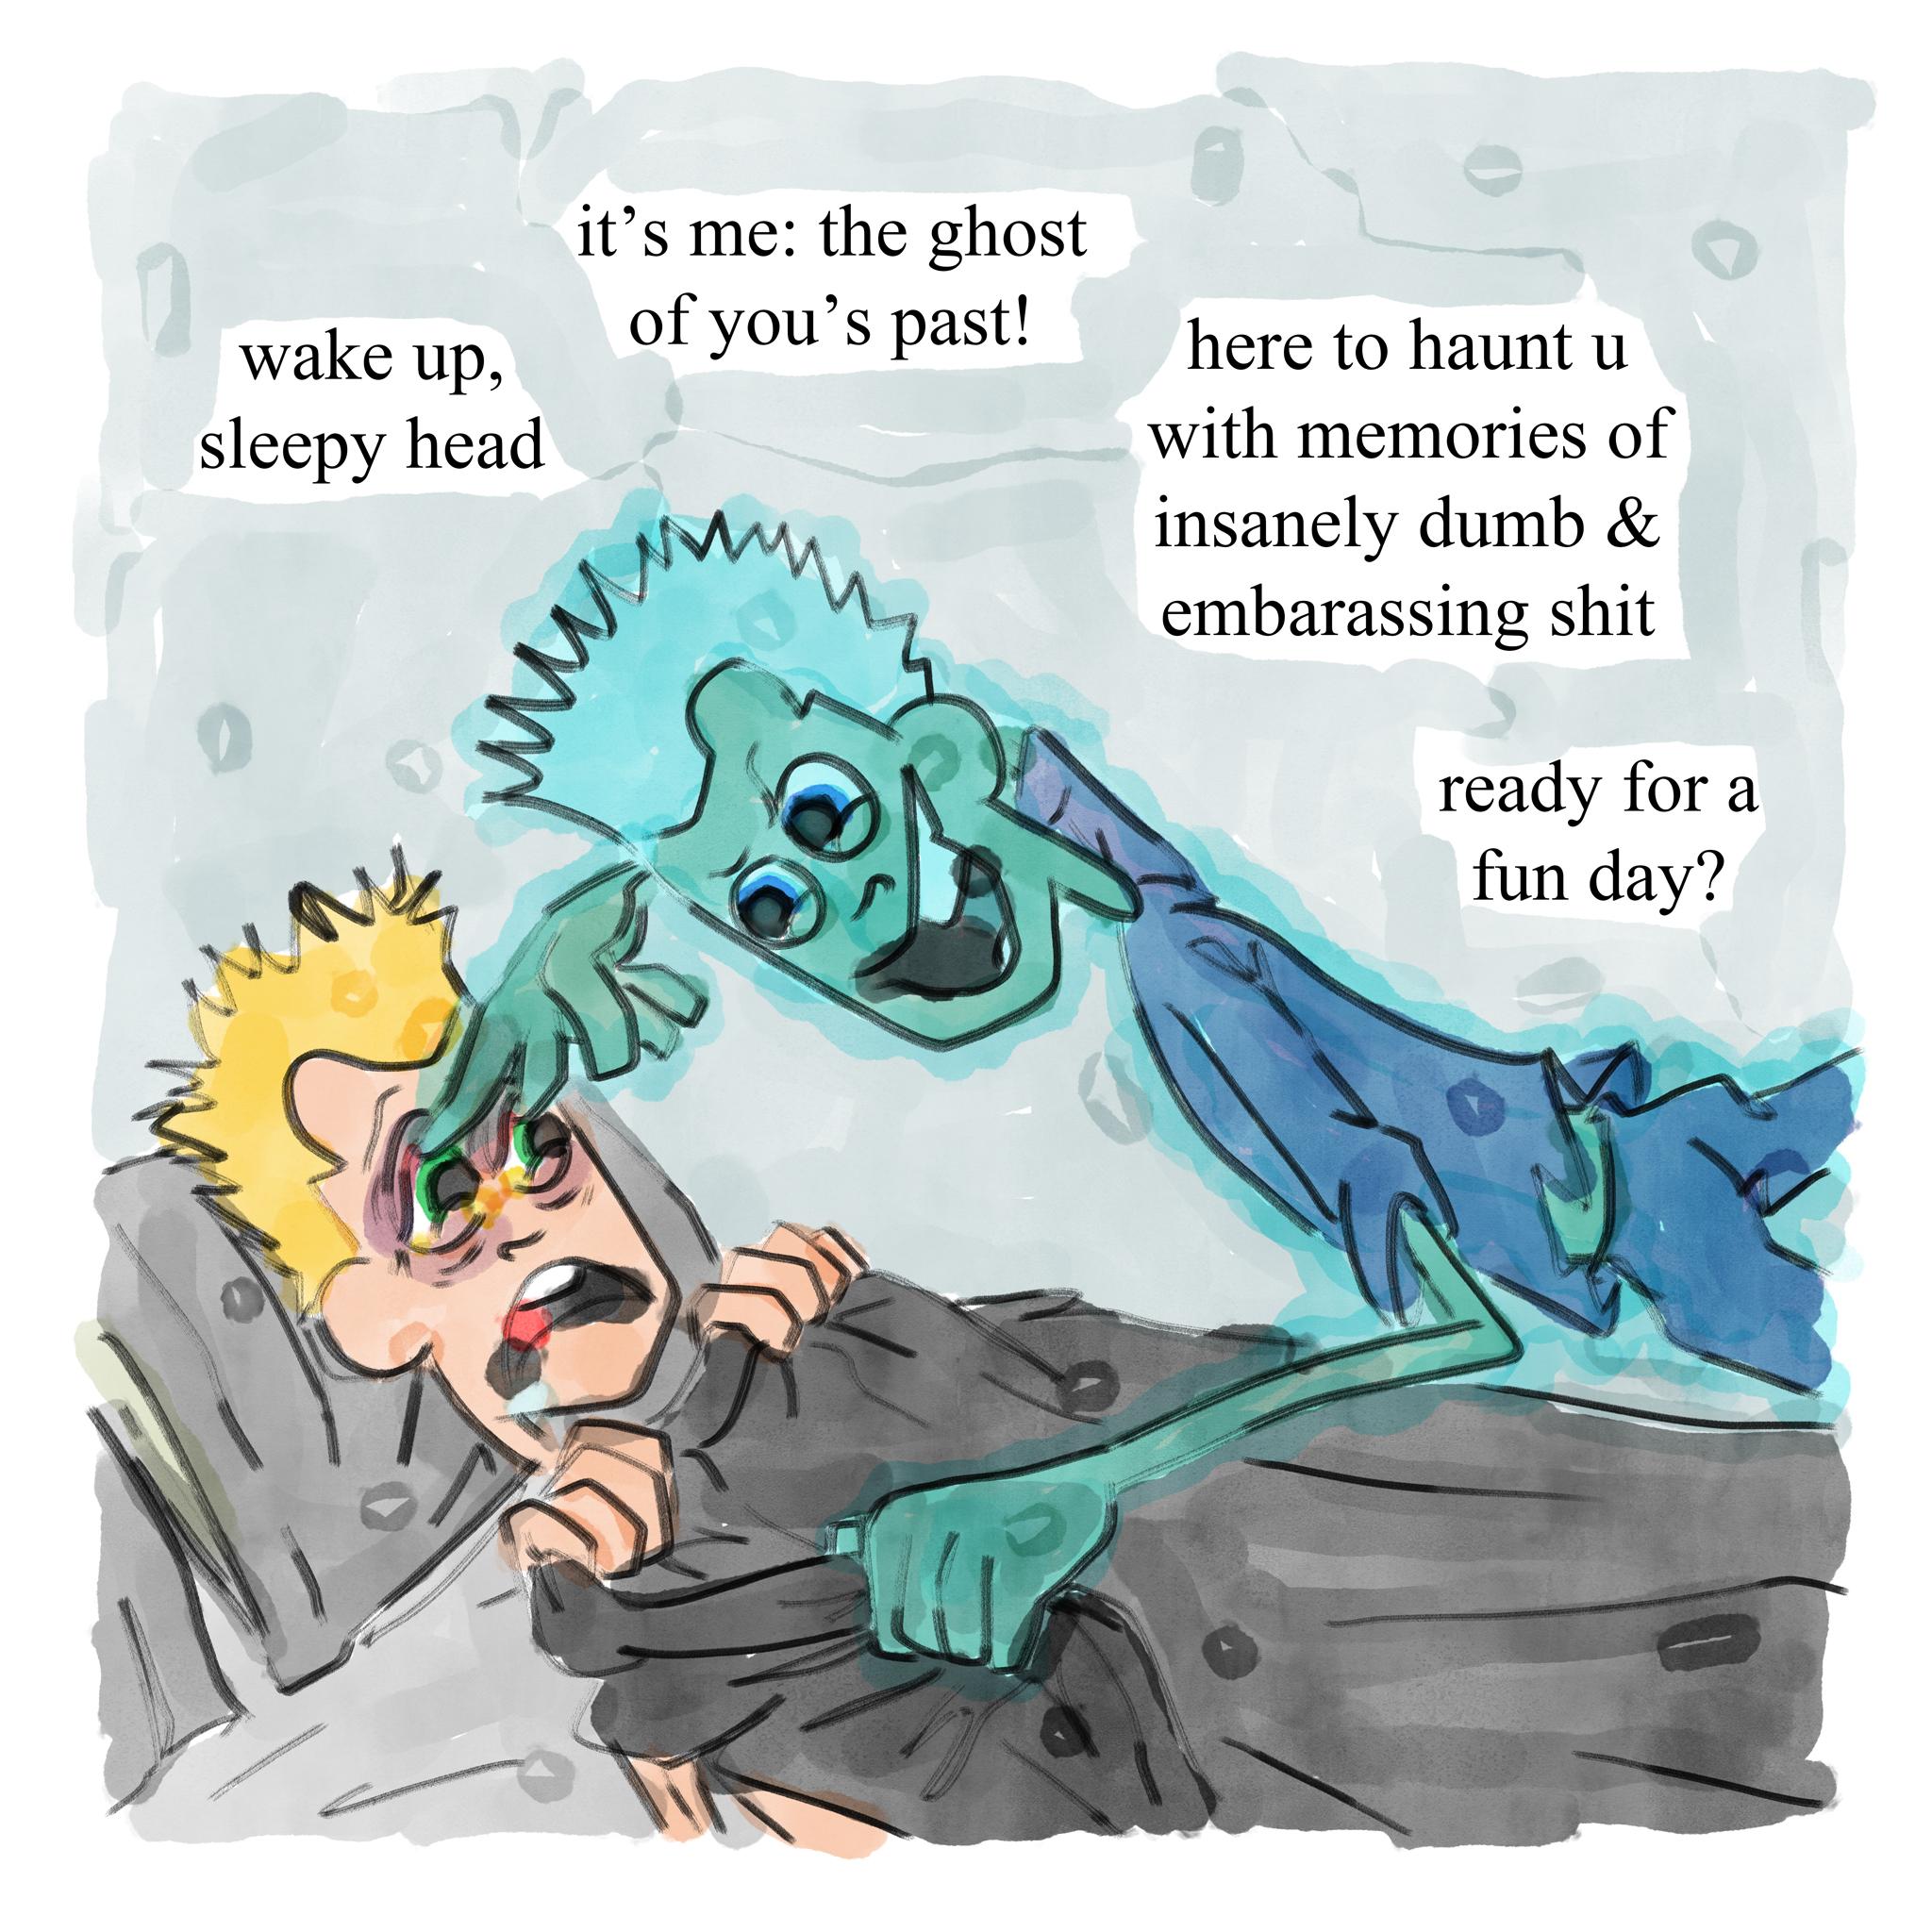 wake up,
sleepy head
it’s me: the ghost
of you’s past!
here to haunt u
with memories of
insanely dumb &
embarassing shit
ready for a
fun day?